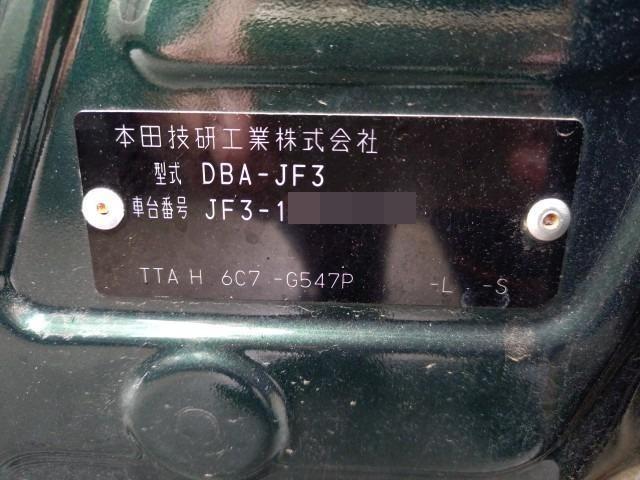 本田技研工業株式会社
型式 DBA-JF3
車台番号 JF3-1
TTA H 6C7 -G547P -L -S